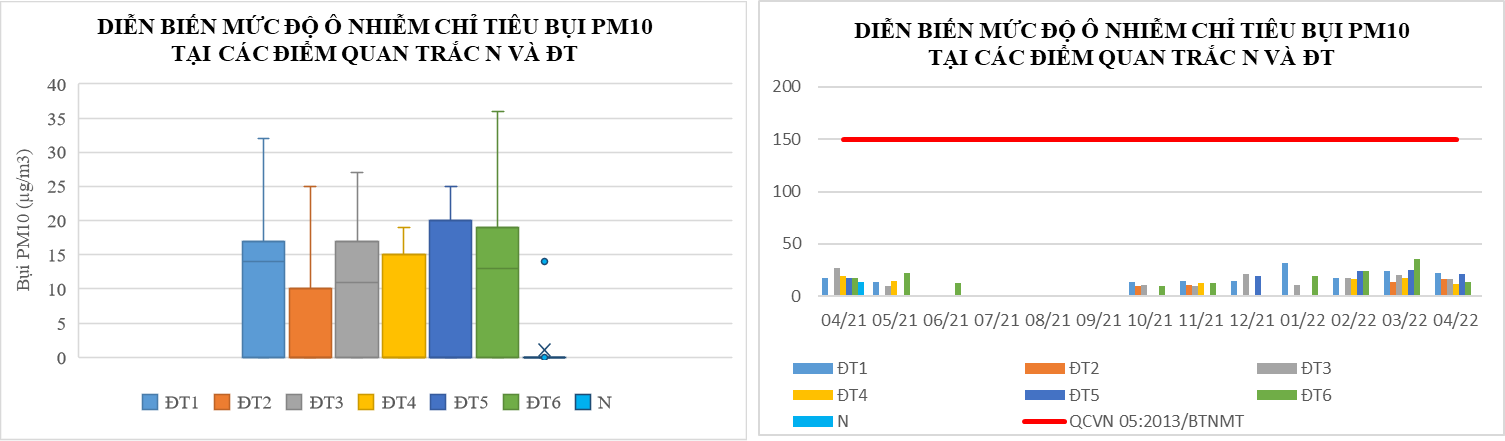 DIỄN BIẾN MỨC ĐỘ Ô NHIỄM CHỈ TIÊU BỤI PM10
TẠI CÁC ĐIỂM QUAN TRẮC N VÀ ĐT
40
35
30
25
20
15
10
5
0
Bụi PM10 (µg/m3)
ĐT1 ĐT2 ĐT3 ĐT4 ĐT5 ĐT6 N
DIỄN BIẾN MỨC ĐỘ Ô NHIỄM CHỈ TIÊU BỤI PM10
TẠI CÁC ĐIỂM QUAN TRẮC N VÀ ĐT
200
150
100
50
0
04/21 05/21 06/21 07/21 08/21 09/21 10/21 11/21 12/21 01/22 02/22 03/22 04/22
ĐT1 ĐT2 ĐT3
ĐT4 ĐT5 ĐT6
N QCVN 05:2013/BTNMT